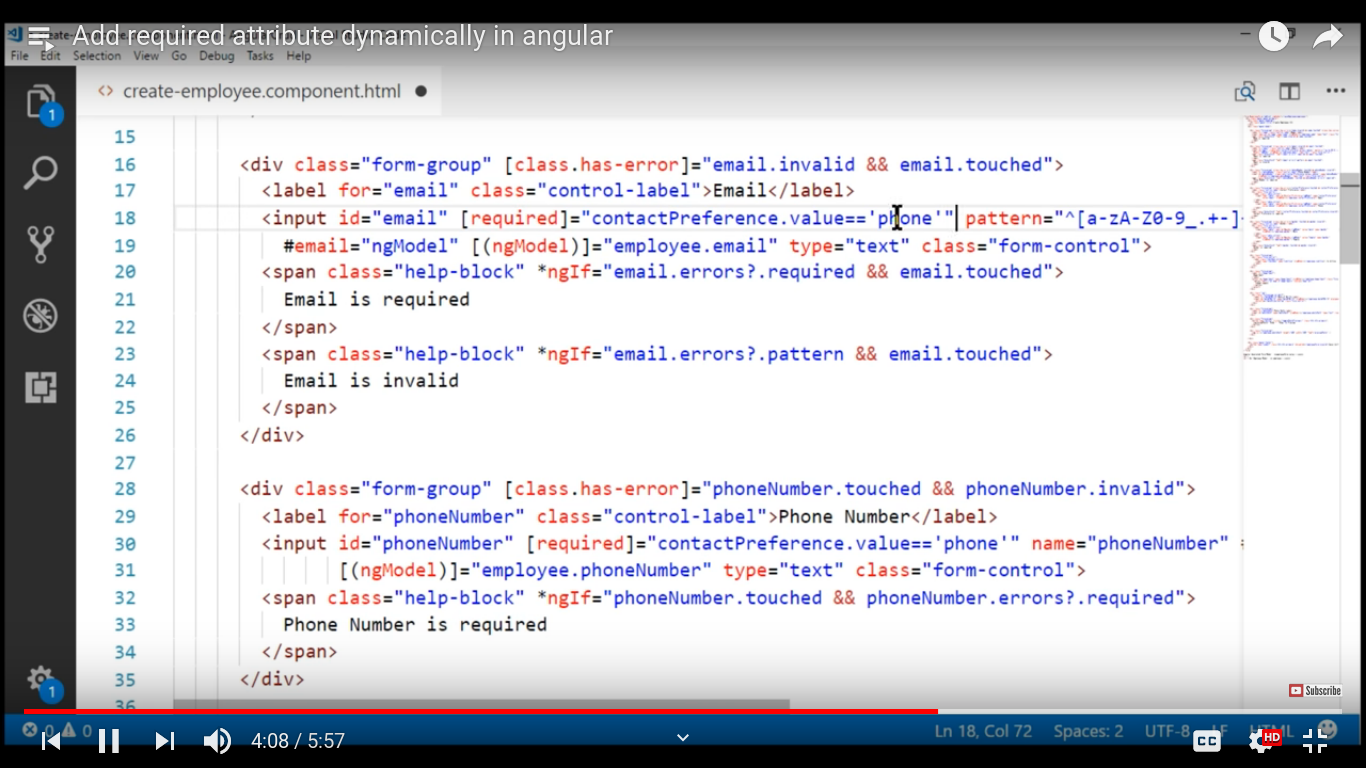 Add required attribute dynamically in angular
File Edit Selection View Go Debug Tasks Help
<> create-employee.component.html
1
15
16 <div class="form-group" [class.has-error]="email.invalid && email.touched">
17 <label for="email" class="control-label">Email</label>
18 <input id="email" [required]="contactPreference.value=='phone'" pattern="^[a-zA-Z0-9_.+-]
19 #email="ngModel" [(ngModel)]="employee.email" type="text" class="form-control">
20 <span class="help-block" *ngIf="email.errors?.required && email.touched">
21 Email is required
22 </span>
23 <span class="help-block" *ngIf="email.errors?.pattern && email.touched">
24 Email is invalid
25 </span>
26 </div>
27
28 <div class="form-group" [class.has-error]="phoneNumber.touched && phoneNumber.invalid">
29 <label for="phoneNumber" class="control-label">Phone Number</label>
30 <input id="phoneNumber" [required]="contactPreference.value=='phone'" name="phoneNumber"
31 [(ngModel)]="employee.phoneNumber" type="text" class="form-control">
32 <span class="help-block" *ngIf="phoneNumber.touched && phoneNumber.errors?.required">
33 Phone Number is required
34 </span>
35 </div>
36
1
Subscribe
0 0 Ln 18, Col 72 Spaces: 2 UTF-8 LF HTML
4:08 / 5:57 CC HD